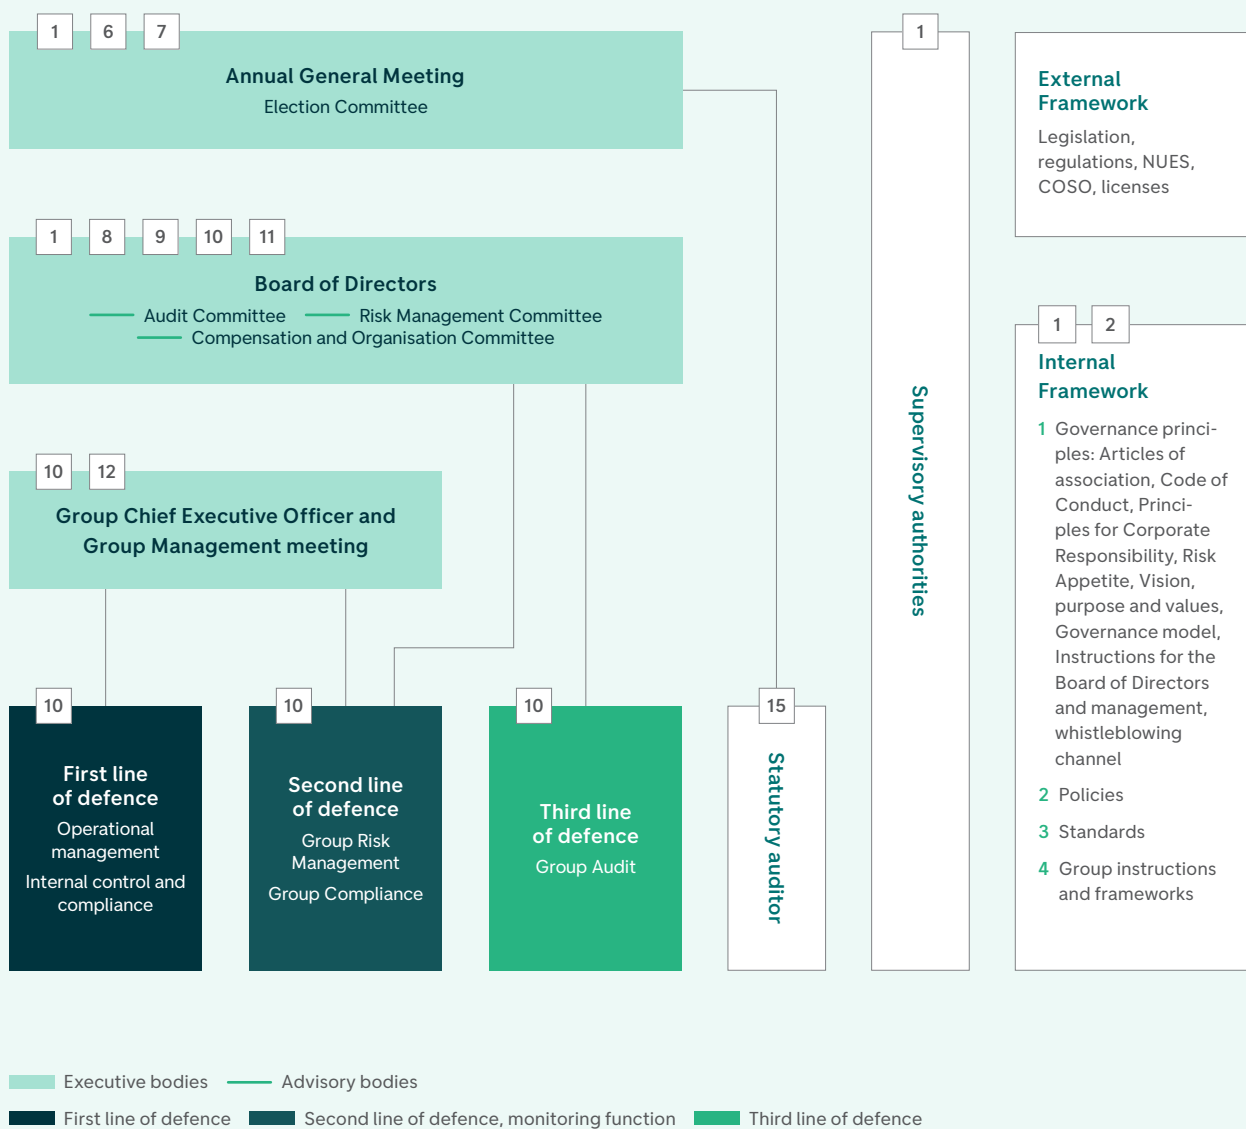 1 6 7
Annual General Meeting
Election Committee
1 8 9 10 11
Board of Directors
Audit Committee Risk Management Committee
Compensation and Organisation Committee
10 12
Group Chief Executive Officer and
Group Management meeting
10
First line
of defence
Operational
management
Internal control and
compliance
10
Second line
of defence
Group Risk
Management
Group Compliance
10
Third line
of defence
Group Audit
15
Statutory auditor
1
Supervisory authorities
External
Framework
Legislation,
regulations, NUES,
COSO, licenses
1 2
Internal
Framework
1 Governance princi-
ples: Articles of
association, Code of
Conduct, Princi-
ples for Corporate
Responsibility, Risk
Appetite, Vision,
purpose and values,
Governance model,
Instructions for the
Board of Directors
and management,
whistleblowing
channel
2 Policies
3 Standards
4 Group instructions
and frameworks
Executive bodies Advisory bodies
First line of defence Second line of defence, monitoring function Third line of defence